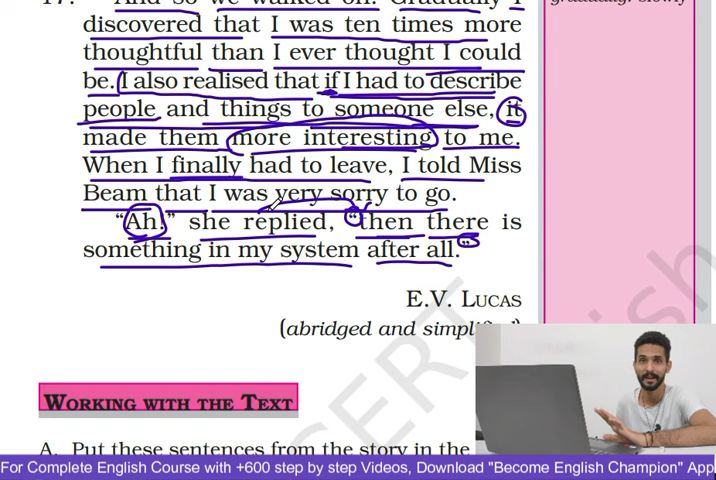 17. And so we walked on. Gradually I
gradually: slowly
discovered that I was ten times more
thoughtful than I ever thought I could
be. I also realised that if I had to describe
people and things to someone else, it
made them more interesting to me.
When I finally had to leave, I told Miss
Beam that I was very sorry to go.
“Ah!” she replied, “then there is
something in my system after all.”
E.V. LUCAS
(abridged and simplified)
WORKING WITH THE TEXT
A. Put these sentences from the story in the
For Complete English Course with +600 step by step Videos, Download "Become English Champion" App